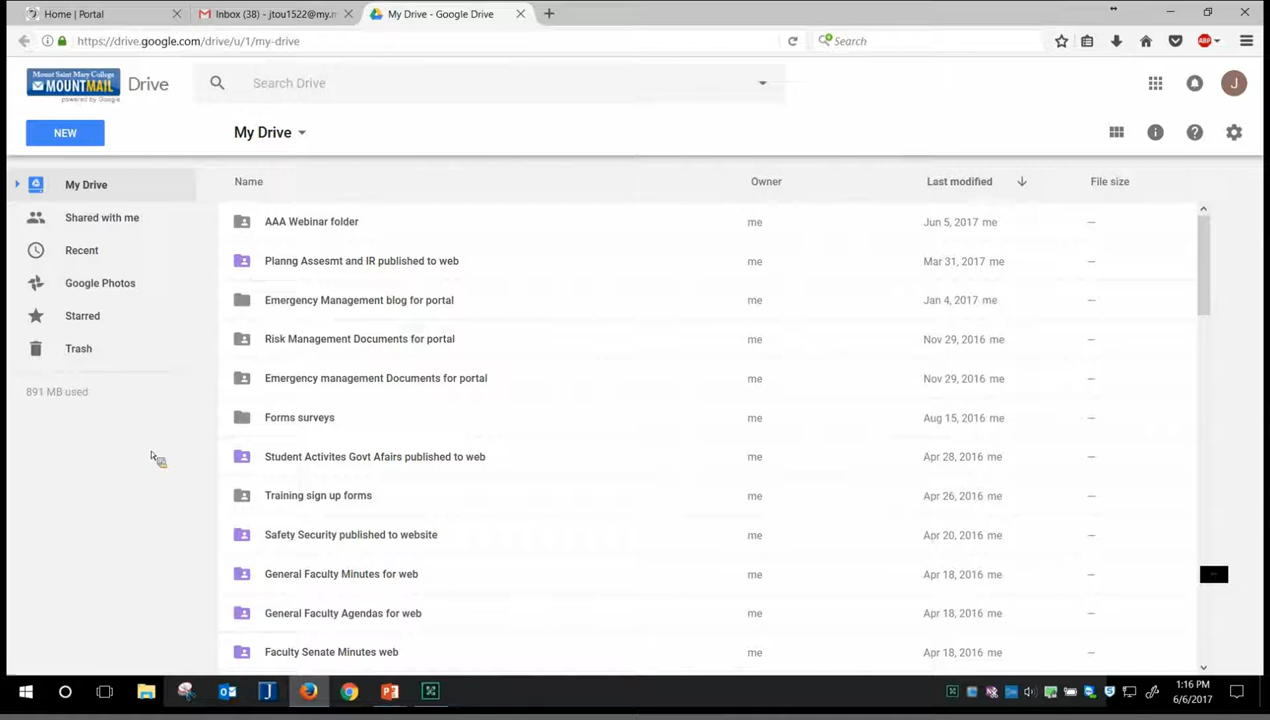 Home | Portal
Inbox (38) - jtou1522@my.m
My Drive - Google Drive
https://drive.google.com/drive/u/1/my-drive
Search
ABP
Mount Saint Mary College
MOUNTMAIL
powered by Google
Drive
Search Drive
J
NEW
My Drive
My Drive
Shared with me
Recent
Google Photos
Starred
Trash
891 MB used
Name Owner Last modified File size
AAA Webinar folder me Jun 5, 2017 me —
Planng Assesmt and IR published to web me Mar 31, 2017 me —
Emergency Management blog for portal me Jan 4, 2017 me —
Risk Management Documents for portal me Nov 29, 2016 me —
Emergency management Documents for portal me Nov 29, 2016 me —
Forms surveys me Aug 15, 2016 me —
Student Activites Govt Afairs published to web me Apr 28, 2016 me —
Training sign up forms me Apr 26, 2016 me —
Safety Security published to website me Apr 20, 2016 me —
General Faculty Minutes for web me Apr 18, 2016 me —
General Faculty Agendas for web me Apr 18, 2016 me —
Faculty Senate Minutes web me Apr 18, 2016 me —
1:16 PM
6/6/2017